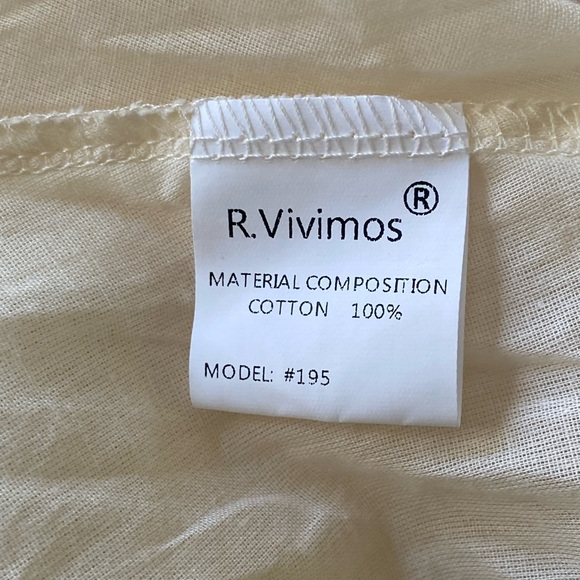 R.Vivimos®
MATERIAL COMPOSITION
COTTON 100%
MODEL: #195